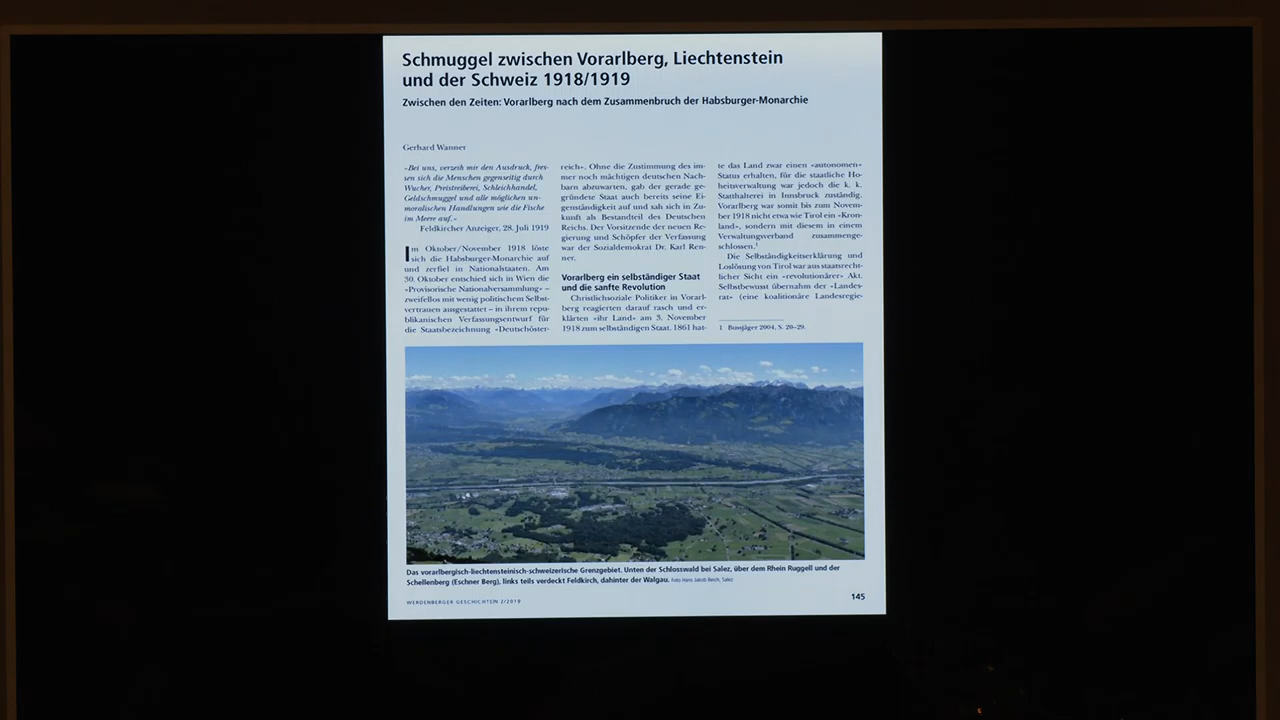 Schmuggel zwischen Vorarlberg, Liechtenstein
und der Schweiz 1918/1919
Zwischen den Zeiten: Vorarlberg nach dem Zusammenbruch der Habsburger-Monarchie
Gerhard Wanner
«Bei uns, verzeih mir den Ausdruck, fres-
sen sich die Menschen gegenseitig durch
Wucher, Preistreiberei, Schleichhandel,
Geldschmuggel und alle möglichen un-
moralischen Handlungen wie die Fische
im Meere auf.»
Feldkircher Anzeiger, 28. Juli 1919
Im Oktober/November 1918 löste
sich die Habsburg-Monarchie auf
und zerfiel in Nationalstaaten. Am
30. Oktober entschied sich in Wien die
«Provisorische Nationalversammlung» –
zweifellos mit wenig politischem Selbst-
vertrauen ausgestattet – in ihrem repu-
blikanischen Verfassungsentwurf für
die Staatsbezeichnung «Deutschöster-
reich». Ohne die Zustimmung des im-
mer noch mächtigen deutschen Nach-
barn abzuwarten, gab der gerade ge-
gründete Staat auch bereits seine Ei-
genständigkeit auf und sah sich in Zu-
kunft als Bestandteil des Deutschen
Reichs. Der Vorsitzende der neuen Re-
gierung und Schöpfer der Verfassung
war der Sozialdemokrat Dr. Karl Ren-
ner.
Vorarlberg ein selbständiger Staat
und die sanfte Revolution
Christlichsoziale Politiker in Vorarl-
berg reagierten darauf rasch und er-
klärten «ihr Land» am 3. November
1918 zum selbständigen Staat. 1861 hat-
te das Land zwar einen «autonomen»
Status erhalten, für die staatliche Ho-
heitsverwaltung war jedoch die k. k.
Statthalterei in Innsbruck zuständig.
Vorarlberg war somit bis zum Novem-
ber 1918 nicht etwa wie Tirol ein «Kron-
land», sondern mit diesem in einem
Verwaltungsverband zusammenge-
schlossen.¹
Die Selbständigkeitserklärung und
Loslösung von Tirol war aus staatsrecht-
licher Sicht ein «revolutionärer» Akt.
Selbstbewusst übernahm der «Landes-
rat» (eine koalitionäre Landesregie-
1 Bussjäger 2004, S. 20–29.
Das vorarlbergisch-liechtensteinisch-schweizerische Grenzgebiet. Unten der Schlosswald bei Salez, über dem Rhein Ruggell und der
Schellenberg (Eschner Berg), links teils verdeckt Feldkirch, dahinter der Walgau. Foto Hans Jakob Reich, Salez
WERDENBERGER GESCHICHTEN 2/2019
145